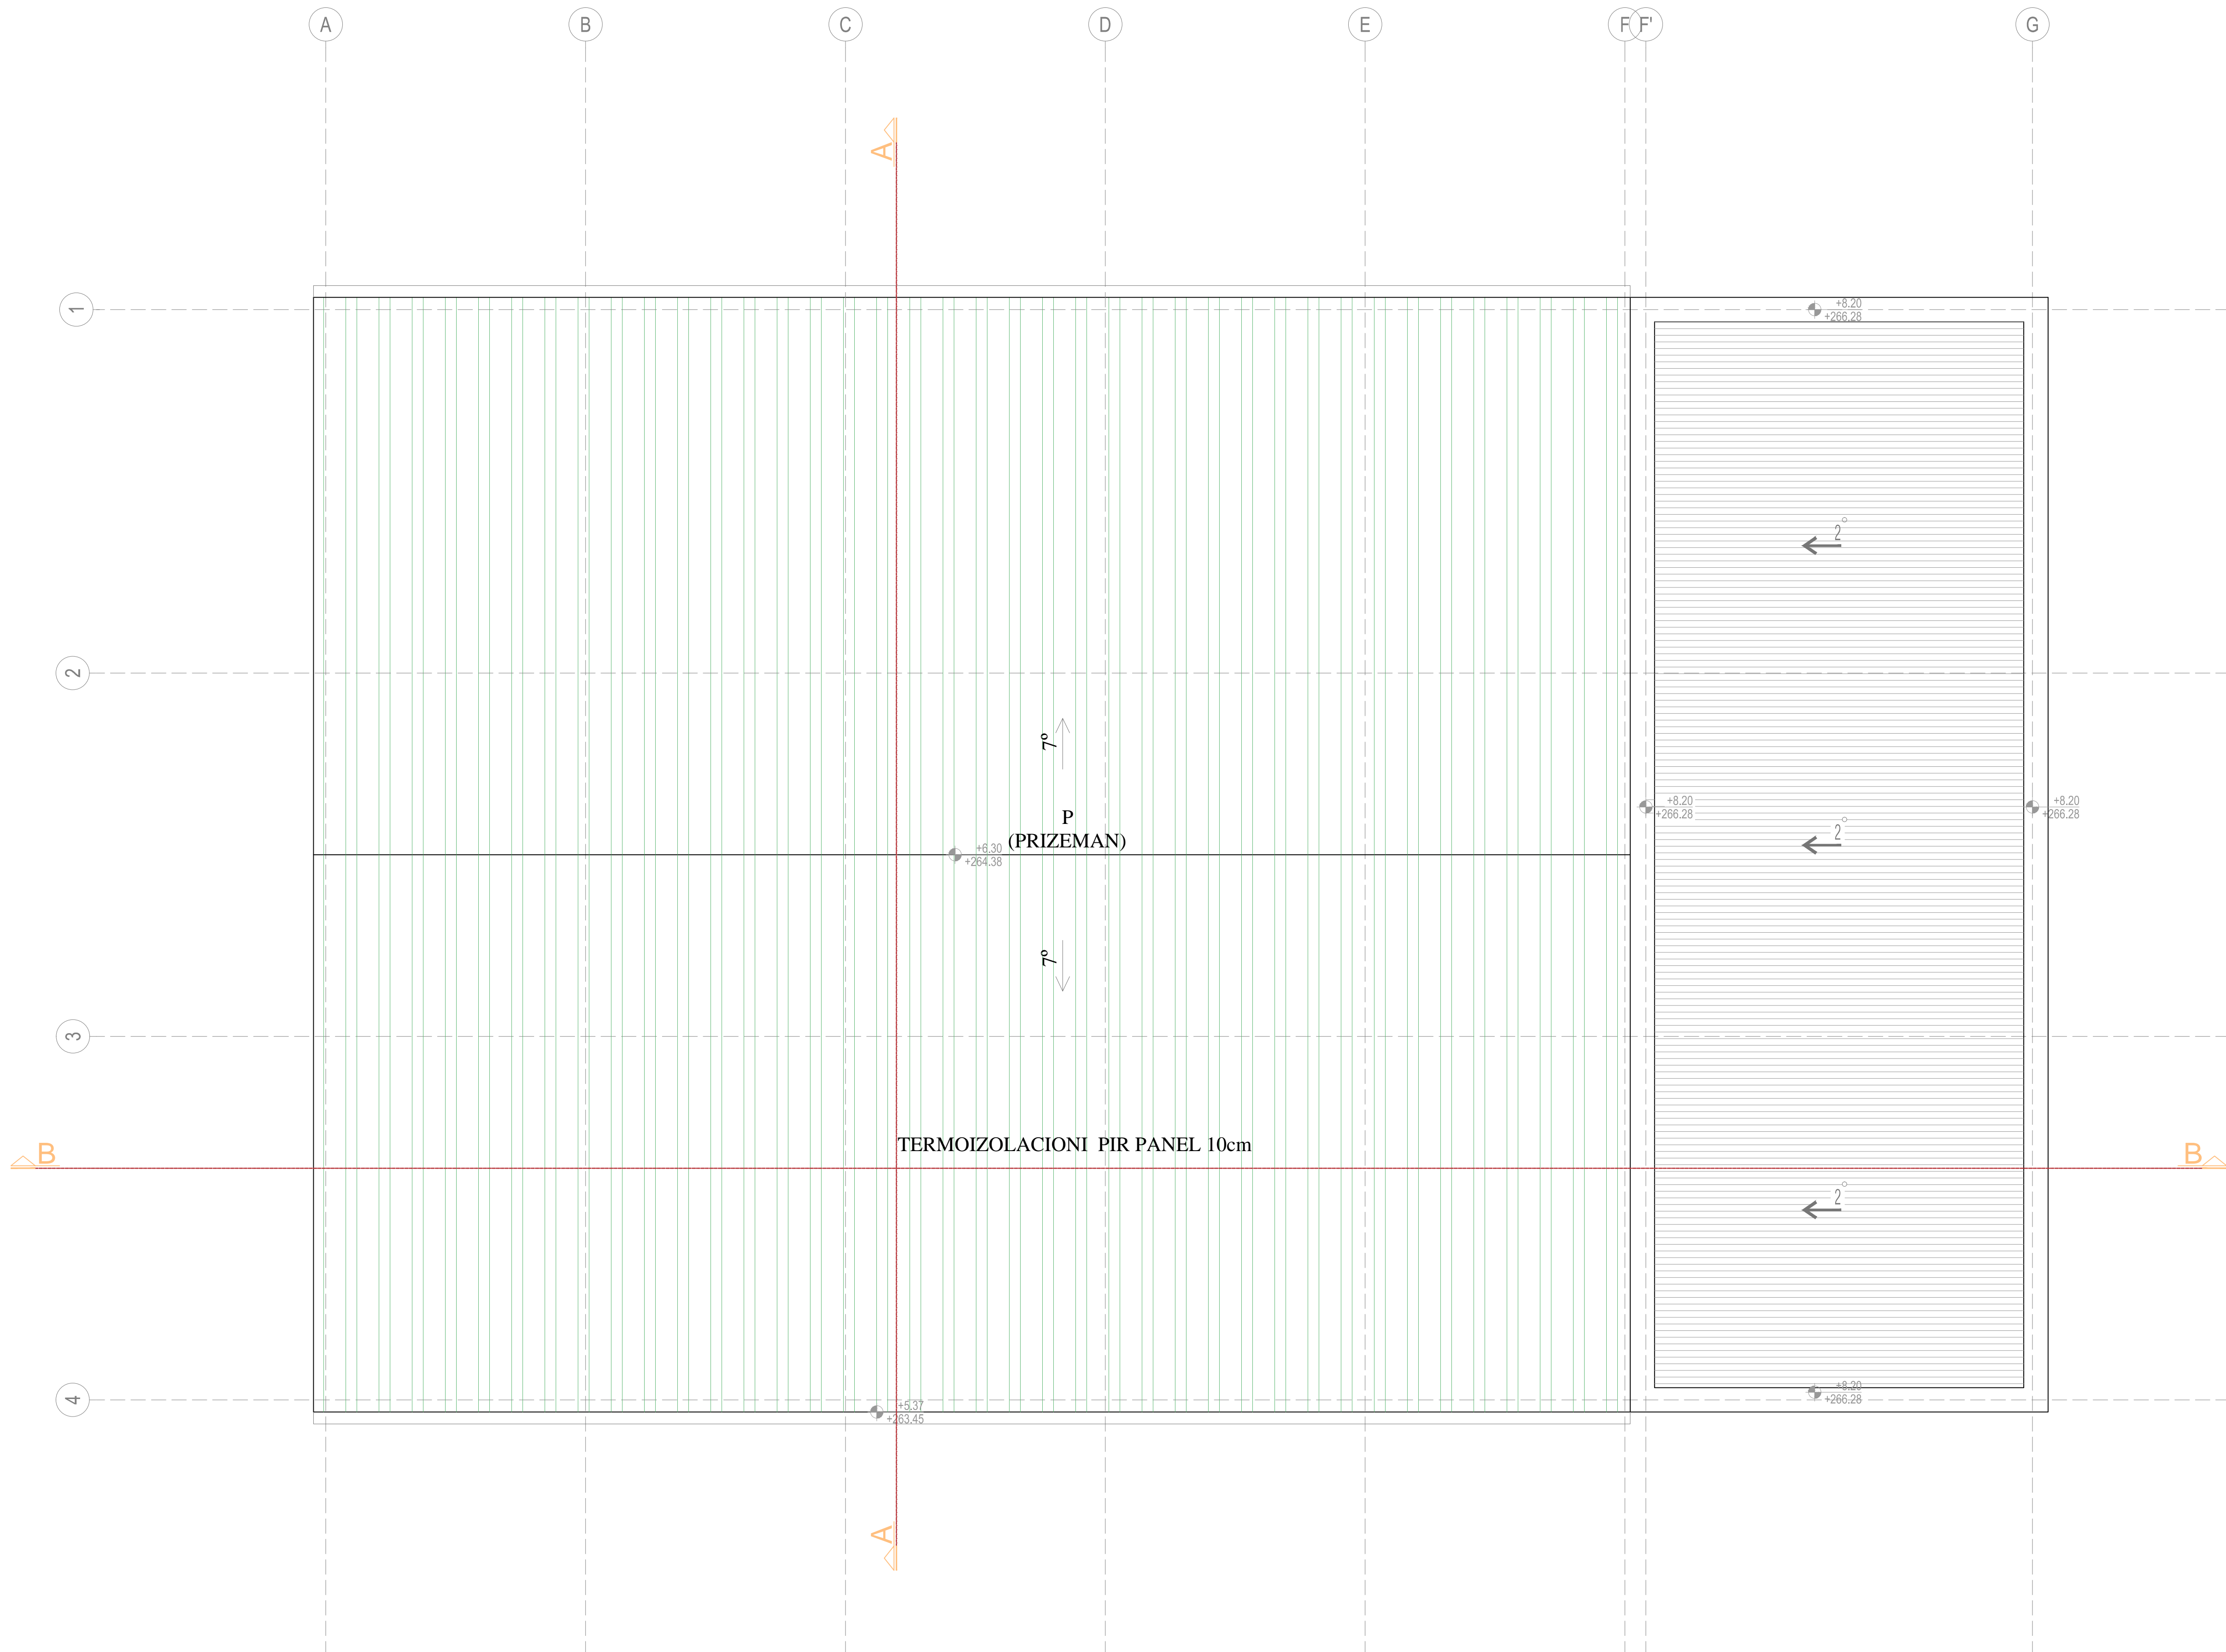 A
B
C
D
E
F
F'
G
A
1
+8.20
+266,28
2°
2
7°
P
(PRIZEMAN)
+8.20
+266.28
+8.20
+266.28
2°
+6.30
+264.38
7°
3
TERMOIZOLACIONI PIR PANEL 10cm
B
B
2°
+8.20
+266.28
4
+5.37
+263.45
A